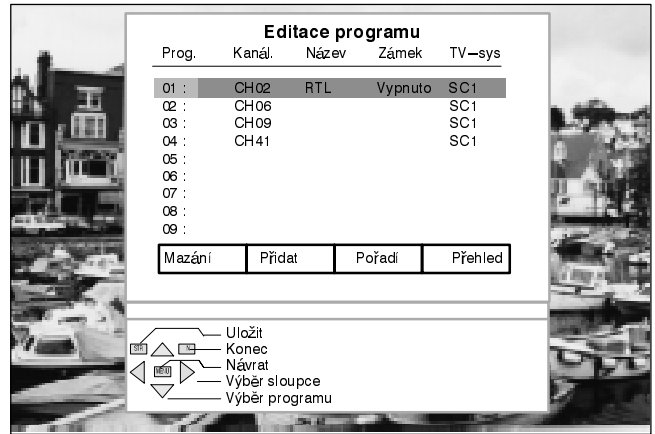 Editace programu
Prog. Kanál. Název Zámek TV-sys
01 : CH02 RTL Vypnuto SC1
02 : CH06 SC1
03 : CH09 SC1
04 : CH41 SC1
05 :
06 :
07 :
08 :
09 :
Mazání Přidat Pořadí Přehled
Uložit
STR N Konec
MENU Návrat
Výběr sloupce
Výběr programu